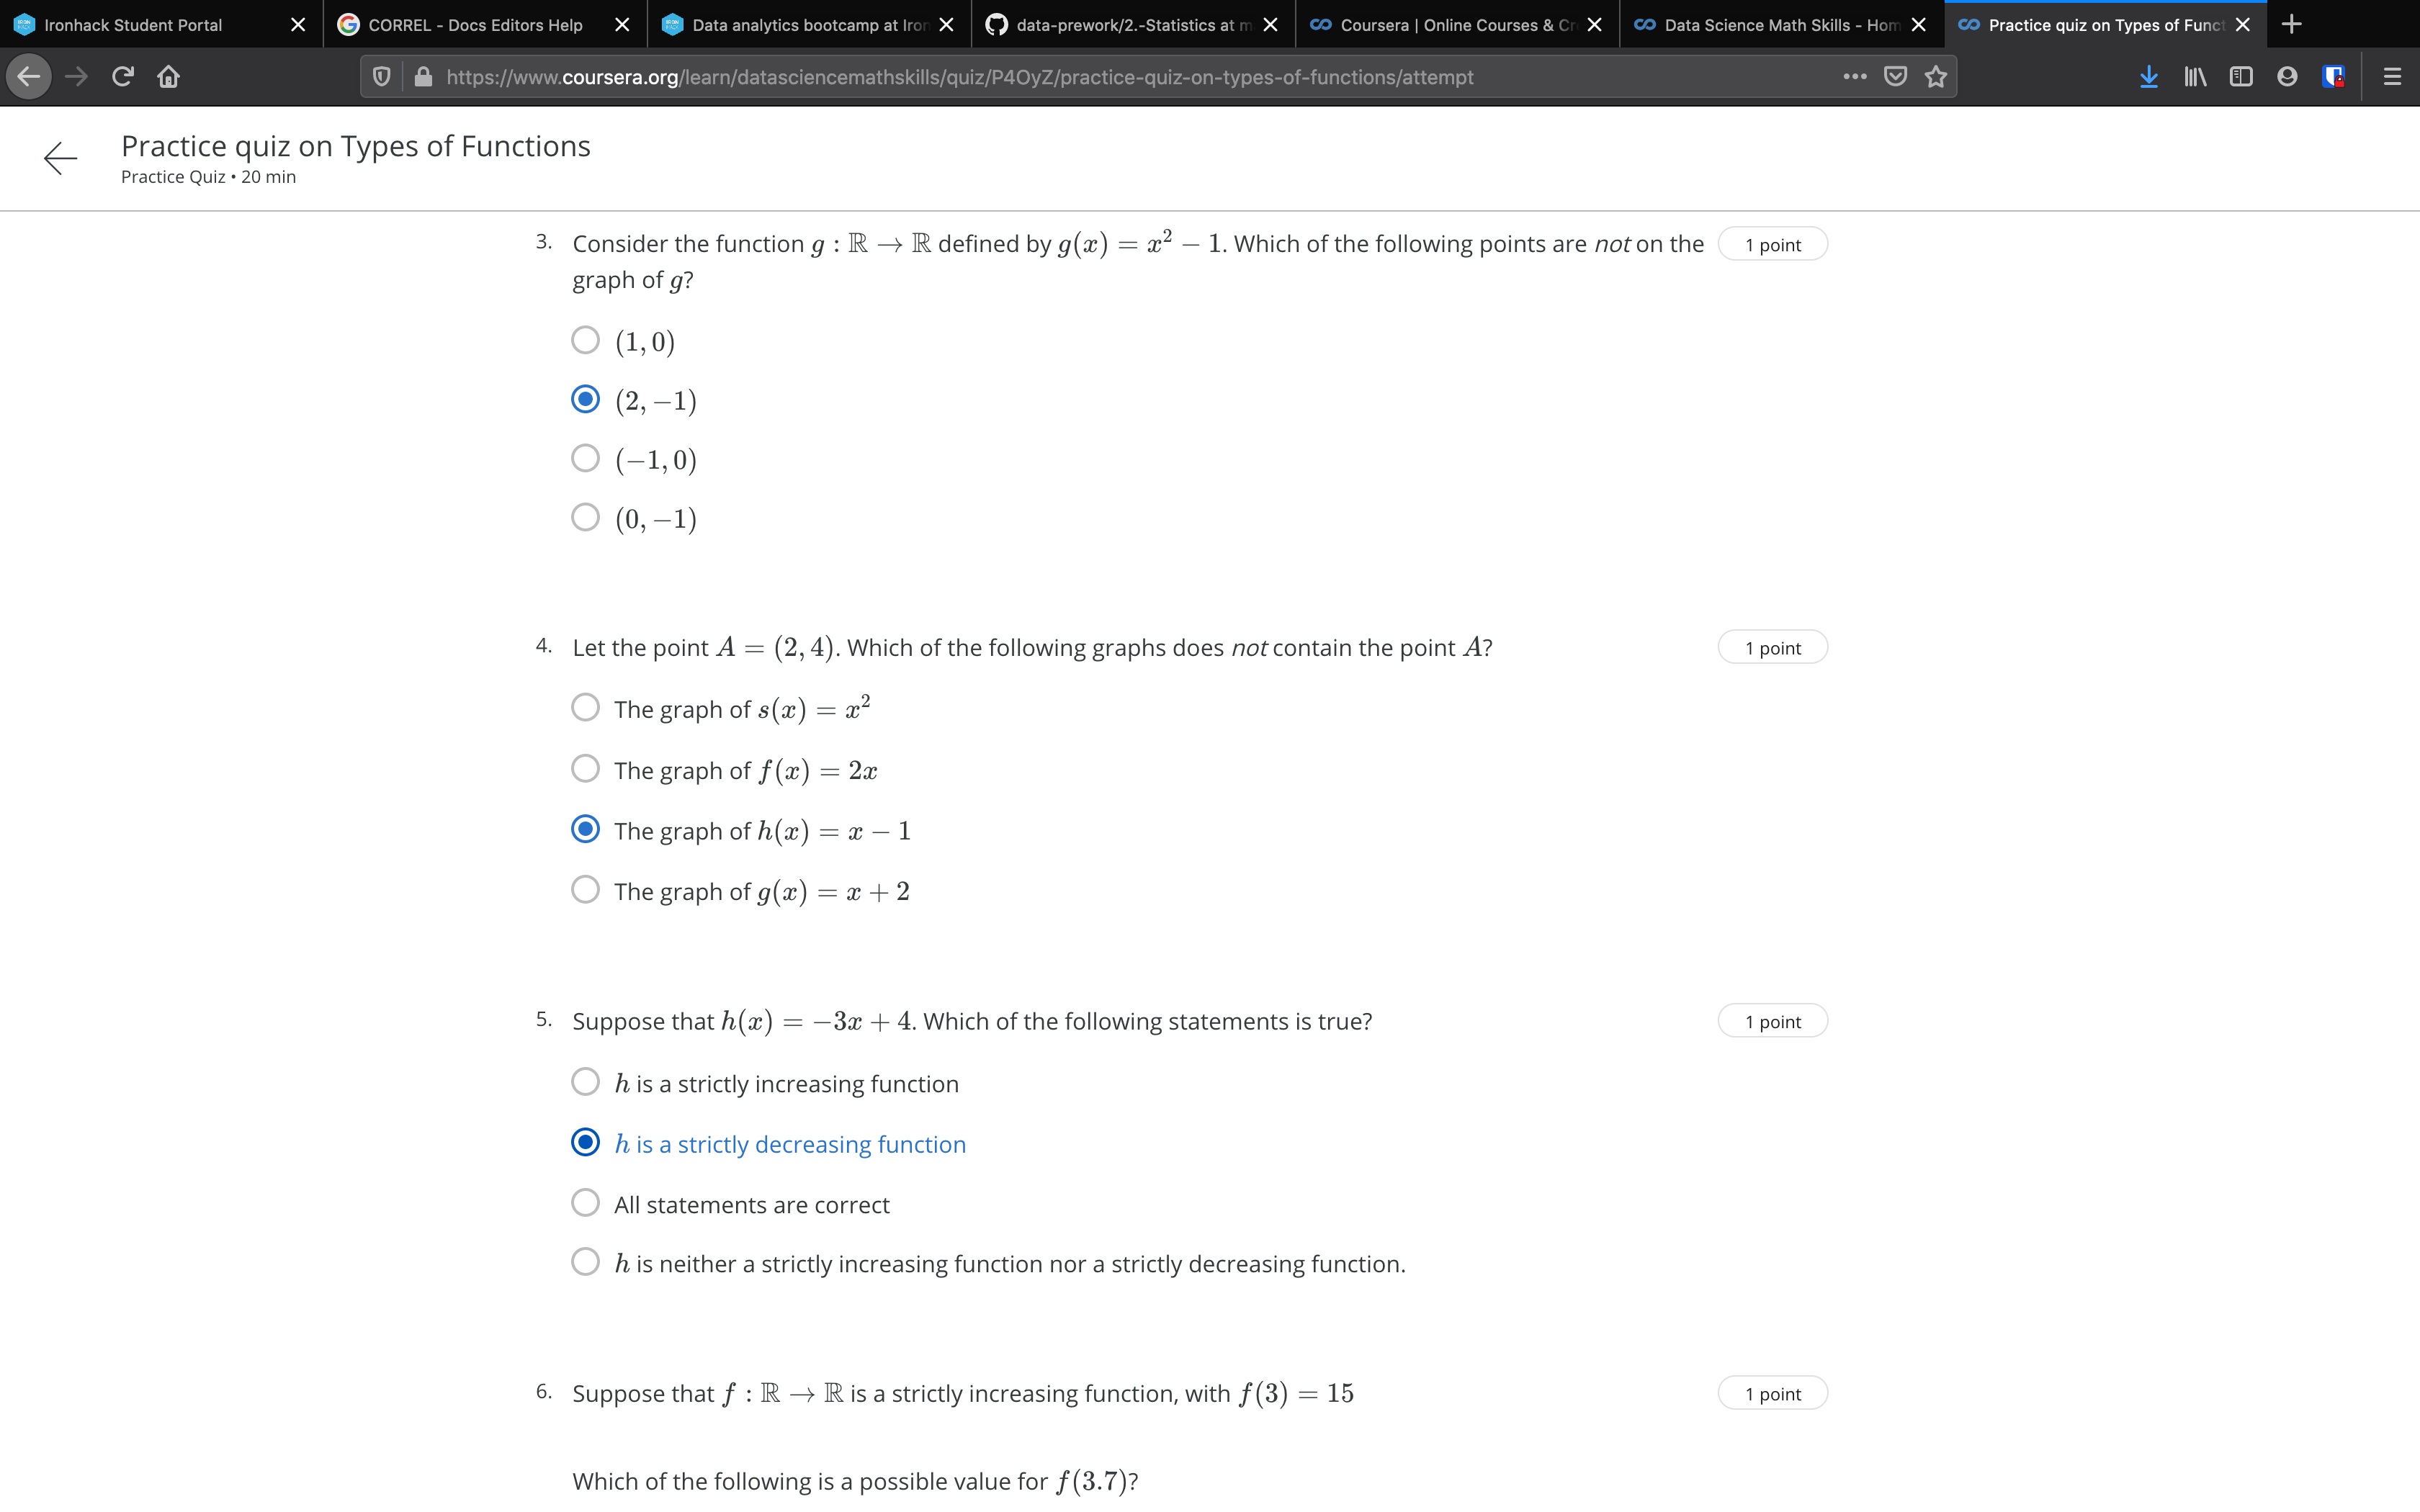 Ironhack Student Portal
CORREL - Docs Editors Help
Data analytics bootcamp at Iron
data-prework/2.-Statistics at m
Coursera | Online Courses & Cr
Data Science Math Skills - Hom
Practice quiz on Types of Funct
https://www.coursera.org/learn/datasciencemathskills/quiz/P4OyZ/practice-quiz-on-types-of-functions/attempt
Practice quiz on Types of Functions
Practice Quiz • 20 min
3. Consider the function g : ℝ → ℝ defined by g(x) = x² − 1. Which of the following points are not on the 1 point
graph of g?
(1, 0)
(2, −1)
(−1, 0)
(0, −1)
4. Let the point A = (2, 4). Which of the following graphs does not contain the point A? 1 point
The graph of s(x) = x²
The graph of f(x) = 2x
The graph of h(x) = x − 1
The graph of g(x) = x + 2
5. Suppose that h(x) = −3x + 4. Which of the following statements is true? 1 point
h is a strictly increasing function
h is a strictly decreasing function
All statements are correct
h is neither a strictly increasing function nor a strictly decreasing function.
6. Suppose that f : ℝ → ℝ is a strictly increasing function, with f(3) = 15 1 point
Which of the following is a possible value for f(3.7)?